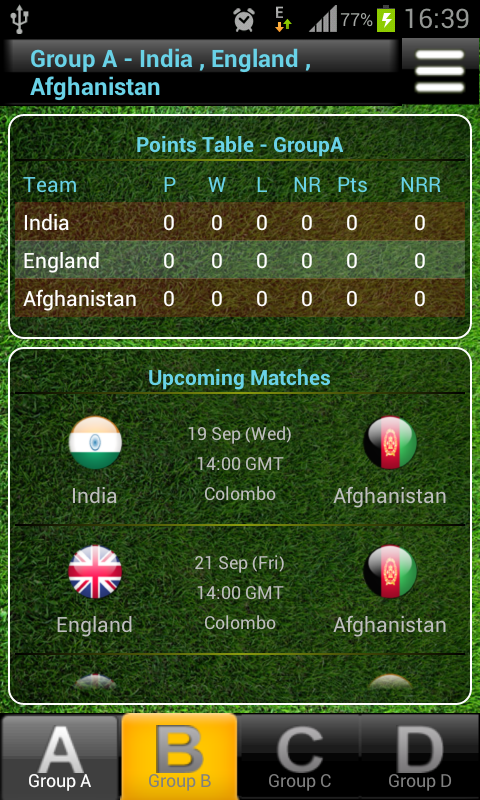 E 77% 16:39
Group A - India , England ,
Afghanistan
Points Table - GroupA
Team P W L NR Pts NRR
India 0 0 0 0 0 0
England 0 0 0 0 0 0
Afghanistan 0 0 0 0 0 0
Upcoming Matches
19 Sep (Wed)
14:00 GMT
Colombo
India Afghanistan
21 Sep (Fri)
14:00 GMT
Colombo
England Afghanistan
A B C D
Group A Group B Group C Group D